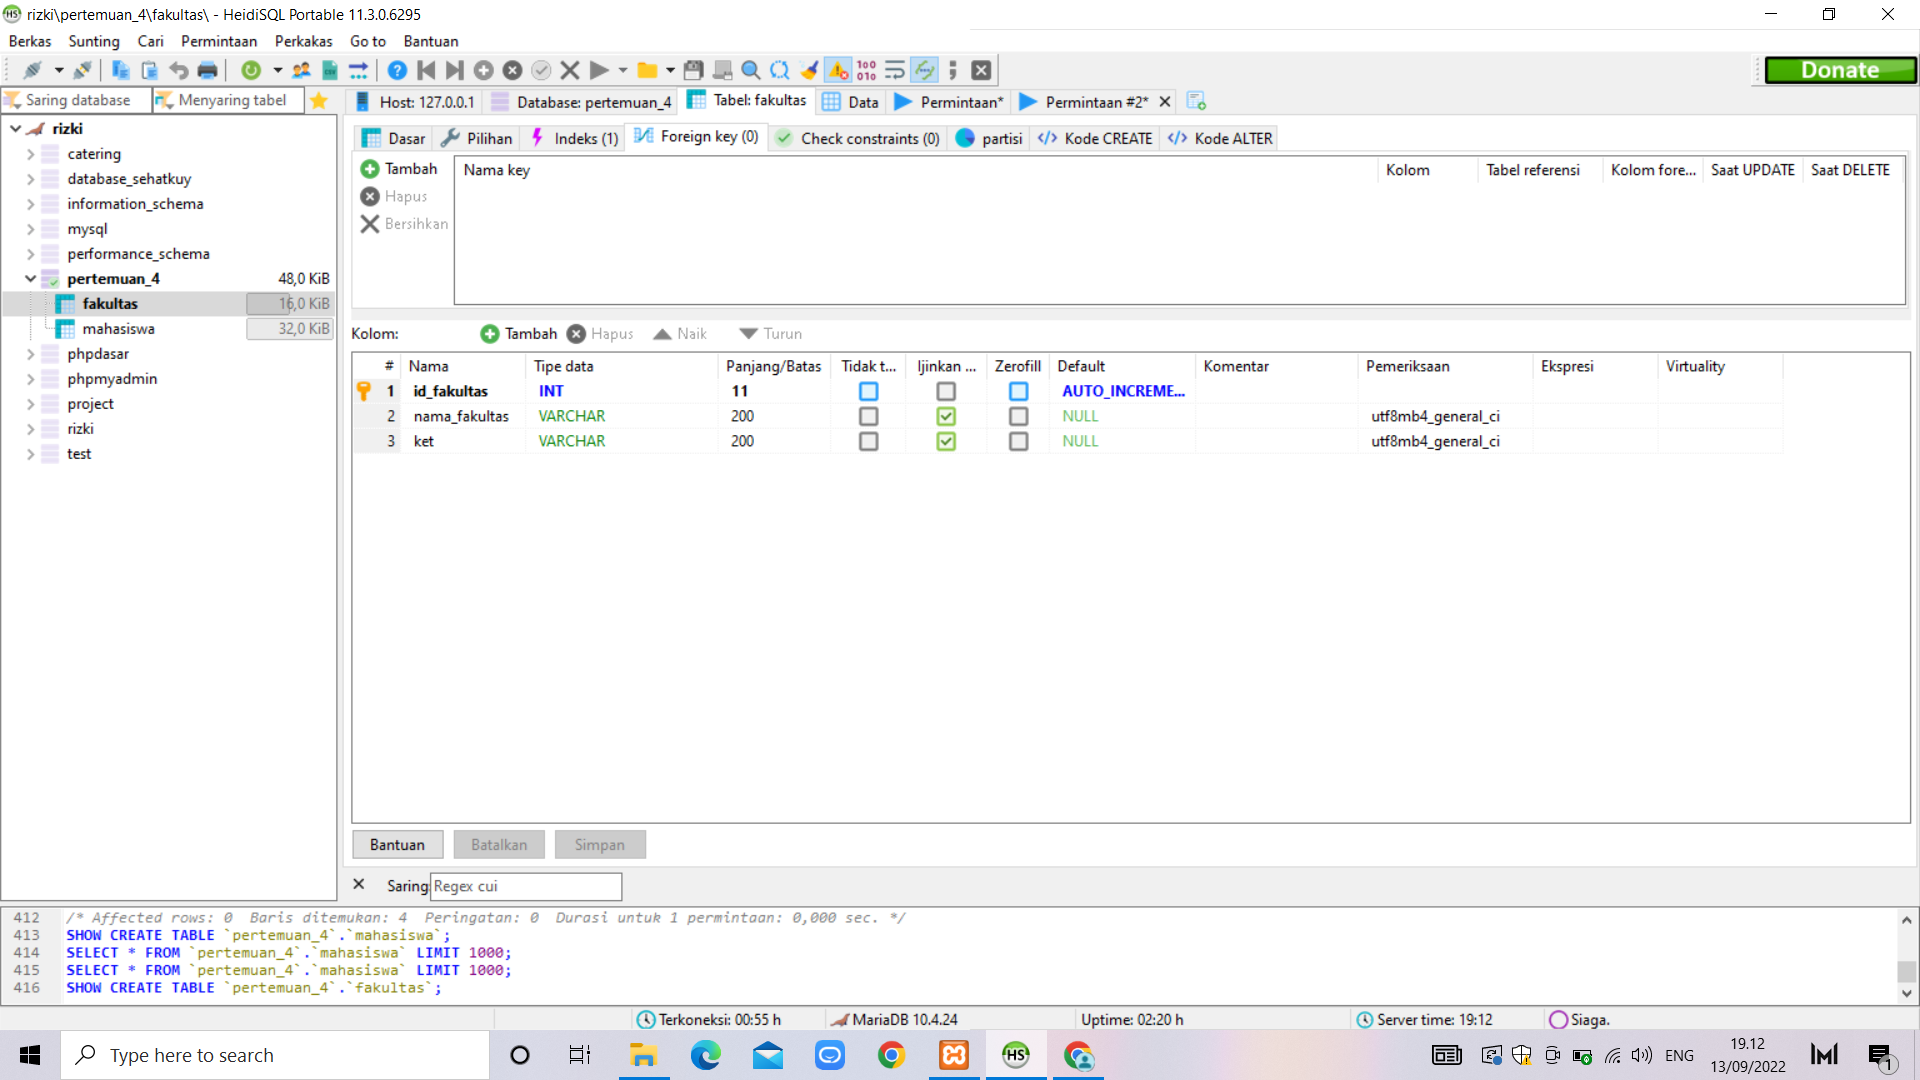 rizki\pertemuan_4\fakultas\ - HeidiSQL Portable 11.3.0.6295
Berkas Sunting Cari Permintaan Perkakas Go to Bantuan
Donate
Saring database Menyaring tabel
Host: 127.0.0.1 Database: pertemuan_4 Tabel: fakultas Data Permintaan* Permintaan #2*
rizki
catering
database_sehatkuy
information_schema
mysql
performance_schema
pertemuan_4 48,0 KiB
fakultas 16,0 KiB
mahasiswa 32,0 KiB
phpdasar
phpmyadmin
project
rizki
test
Dasar Pilihan Indeks (1) Foreign key (0) Check constraints (0) partisi Kode CREATE Kode ALTER
Tambah
Hapus
Bersihkan
Nama key Kolom Tabel referensi Kolom fore... Saat UPDATE Saat DELETE
Kolom: Tambah Hapus Naik Turun
# Nama Tipe data Panjang/Batas Tidak t... Ijinkan ... Zerofill Default Komentar Pemeriksaan Ekspresi Virtuality
1 id_fakultas INT 11 AUTO_INCREME...
2 nama_fakultas VARCHAR 200 NULL utf8mb4_general_ci
3 ket VARCHAR 200 NULL utf8mb4_general_ci
Bantuan Batalkan Simpan
Saring Regex cui
412 /* Affected rows: 0 Baris ditemukan: 4 Peringatan: 0 Durasi untuk 1 permintaan: 0,000 sec. */
413 SHOW CREATE TABLE `pertemuan_4`.`mahasiswa`;
414 SELECT * FROM `pertemuan_4`.`mahasiswa` LIMIT 1000;
415 SELECT * FROM `pertemuan_4`.`mahasiswa` LIMIT 1000;
416 SHOW CREATE TABLE `pertemuan_4`.`fakultas`;
Terkoneksi: 00:55 h MariaDB 10.4.24 Uptime: 02:20 h Server time: 19:12 Siaga.
Type here to search
HS
ENG
19.12
13/09/2022
1